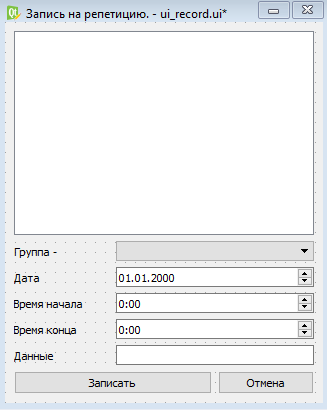 Запись на репетицию. - ui_record.ui*
Группа -
Дата 01.01.2000
Время начала 0:00
Время конца 0:00
Данные
Записать Отмена